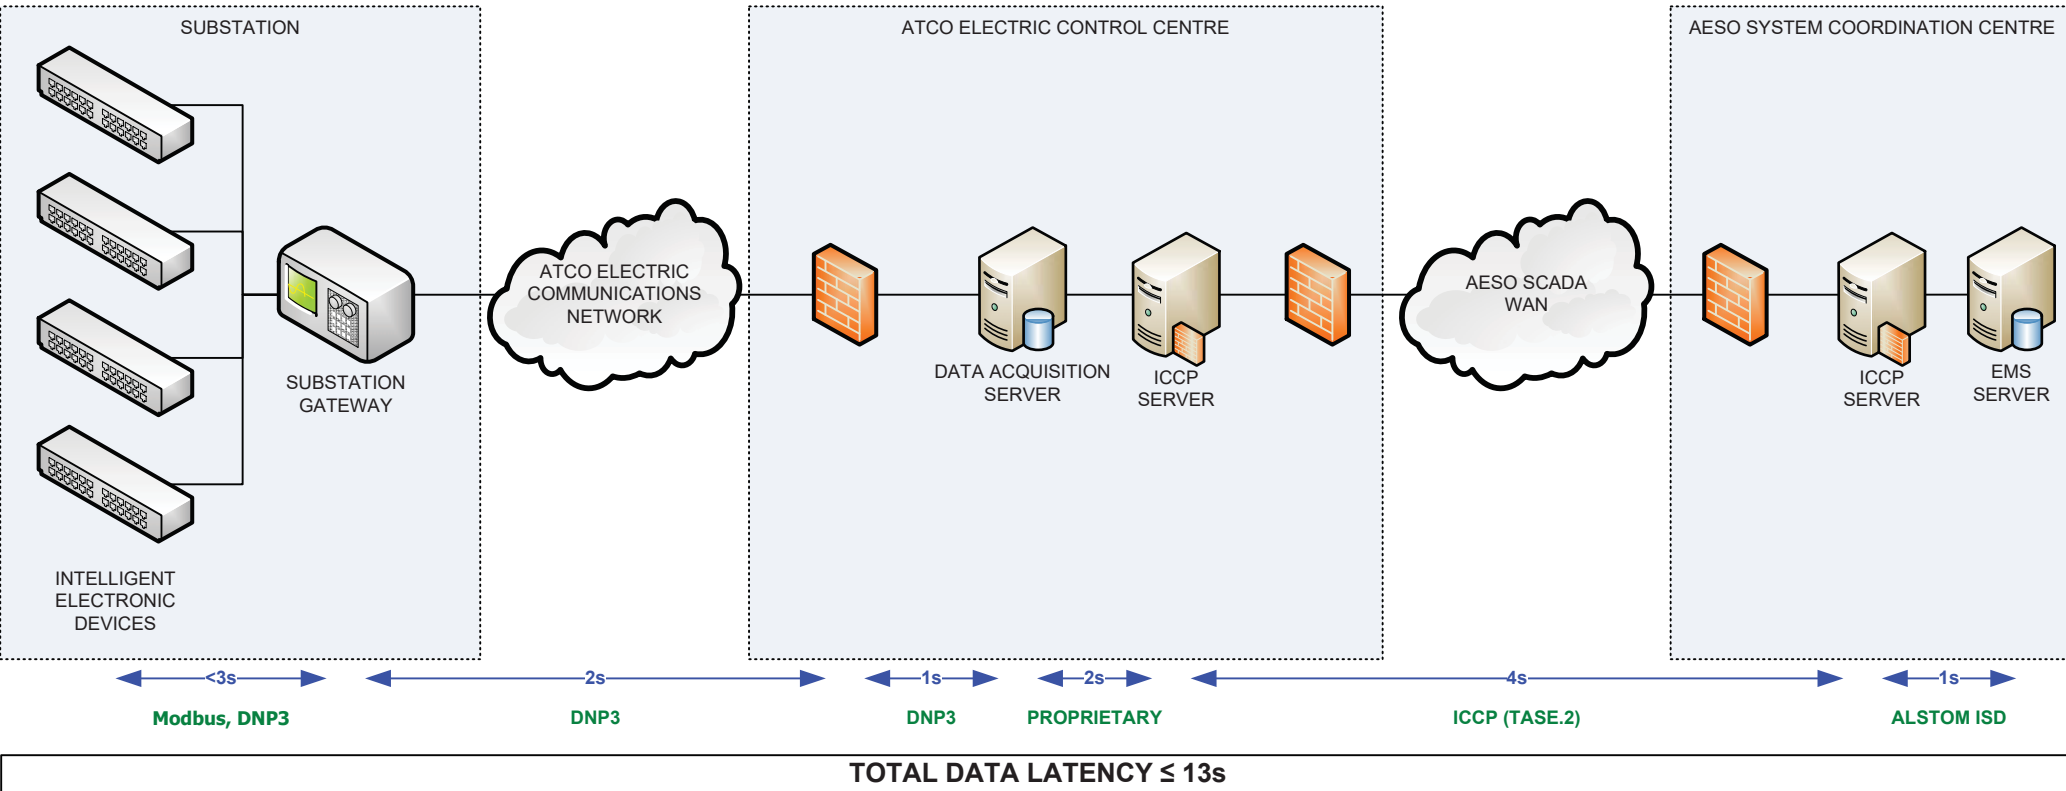 SUBSTATION
ATCO ELECTRIC CONTROL CENTRE
AESO SYSTEM COORDINATION CENTRE
ATCO ELECTRIC
COMMUNICATIONS
NETWORK
AESO SCADA
WAN
SUBSTATION
GATEWAY
DATA ACQUISITION
SERVER
ICCP
SERVER
ICCP
SERVER
EMS
SERVER
INTELLIGENT
ELECTRONIC
DEVICES
<3s
2s
1s
2s
4s
1s
Modbus, DNP3
DNP3
DNP3
PROPRIETARY
ICCP (TASE.2)
ALSTOM ISD
TOTAL DATA LATENCY ≤ 13s